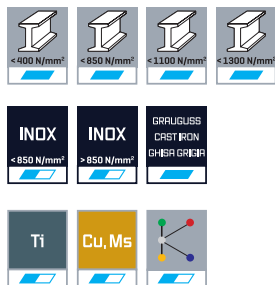 <400 N/mm²
<850 N/mm²
<1100 N/mm²
<1300 N/mm²
INOX
<850 N/mm²
INOX
>850 N/mm²
GRAUGUSS
CAST IRON
GHISA GRIGIA
Ti
Cu, Ms